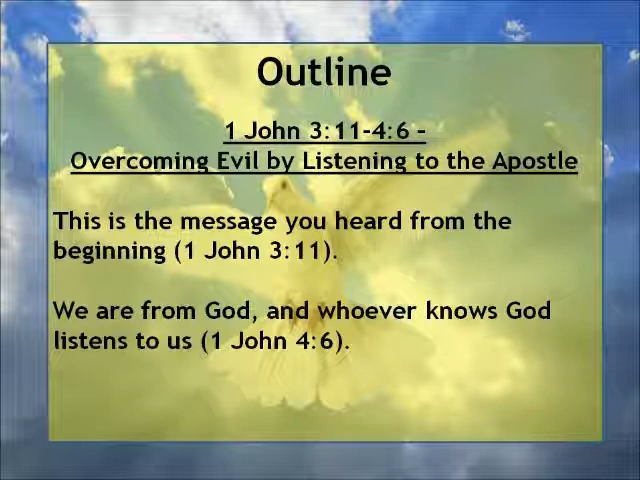 Outline
1 John 3:11-4:6 –
Overcoming Evil by Listening to the Apostle
This is the message you heard from the
beginning (1 John 3:11).
We are from God, and whoever knows God
listens to us (1 John 4:6).